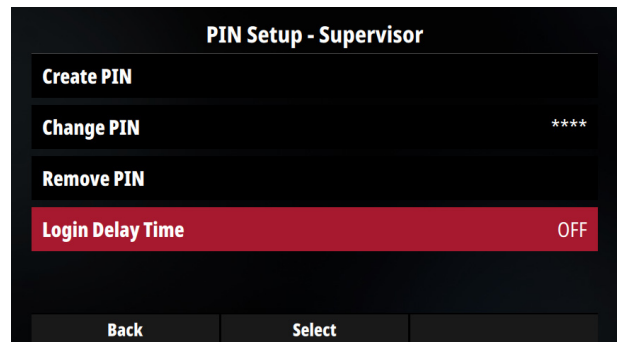 PIN Setup - Supervisor
Create PIN
Change PIN ****
Remove PIN
Login Delay Time OFF
Back Select